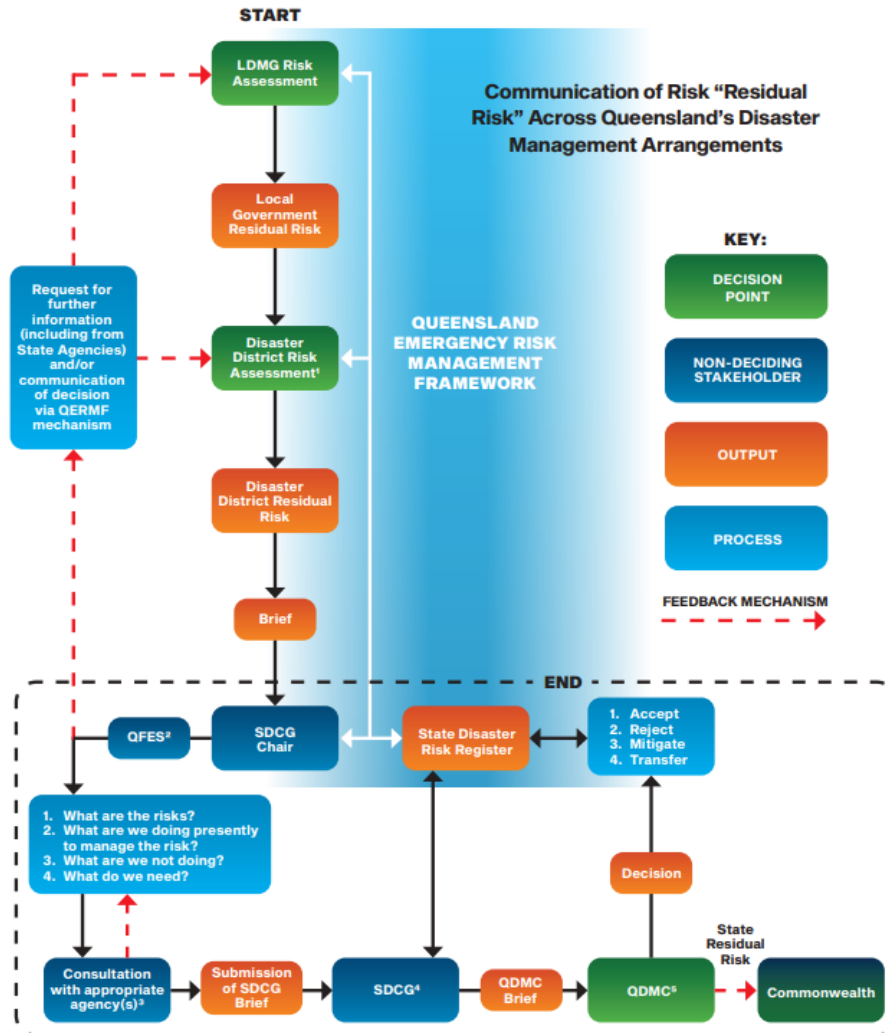 START
LDMG Risk
Assessment
Communication of Risk “Residual
Risk” Across Queensland’s Disaster
Management Arrangements
Local
Government
Residual Risk
KEY:
DECISION
POINT
Request for
further
information
(including from
State Agencies)
and/or
communication
of decision
via QERMF
mechanism
Disaster
District Risk
Assessment¹
QUEENSLAND
EMERGENCY RISK
MANAGEMENT
FRAMEWORK
NON-DECIDING
STAKEHOLDER
OUTPUT
Disaster
District Residual
Risk
PROCESS
Brief
FEEDBACK MECHANISM
END
QFES²
SDCG
Chair
State Disaster
Risk Register
1. Accept
2. Reject
3. Mitigate
4. Transfer
1. What are the risks?
2. What are we doing presently
to manage the risk?
3. What are we not doing?
4. What do we need?
Decision
State
Residual
Risk
Consultation
with appropriate
agency(s)³
Submission
of SDCG
Brief
SDCG⁴
QDMC
Brief
QDMC⁵
Commonwealth